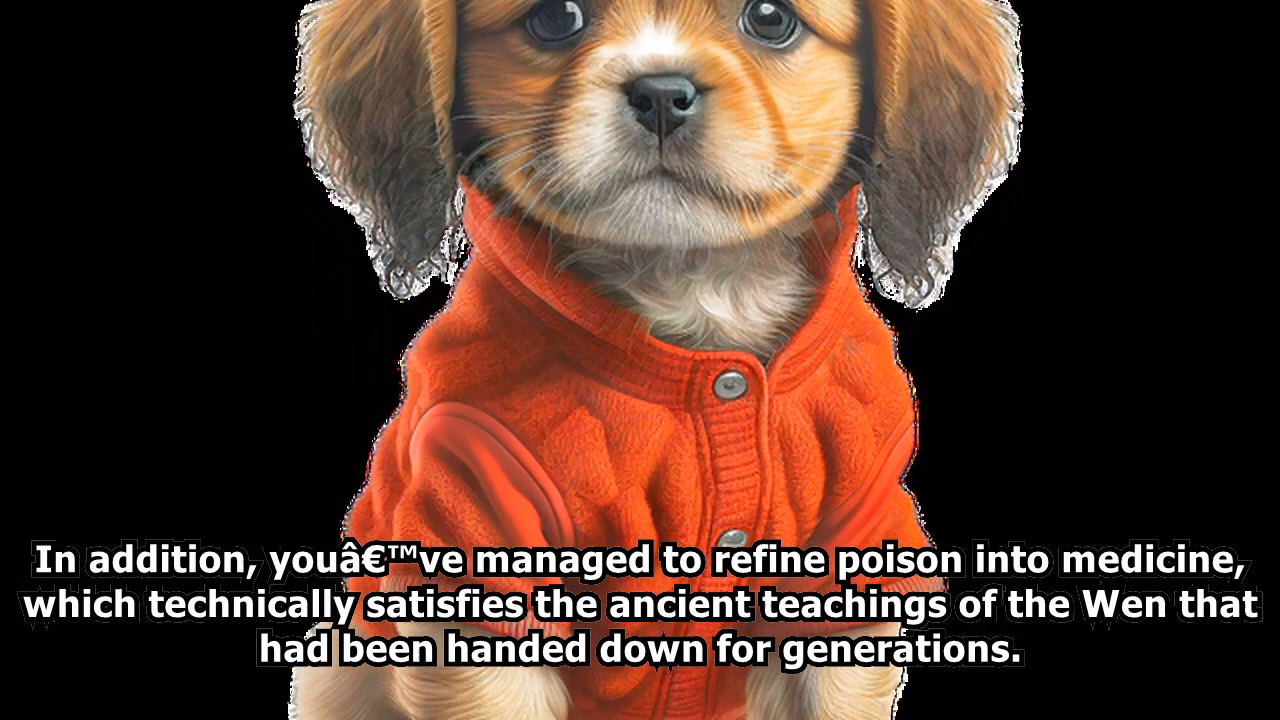 In addition, youâ€™ve managed to refine poison into medicine,
which technically satisfies the ancient teachings of the Wen that
had been handed down for generations.